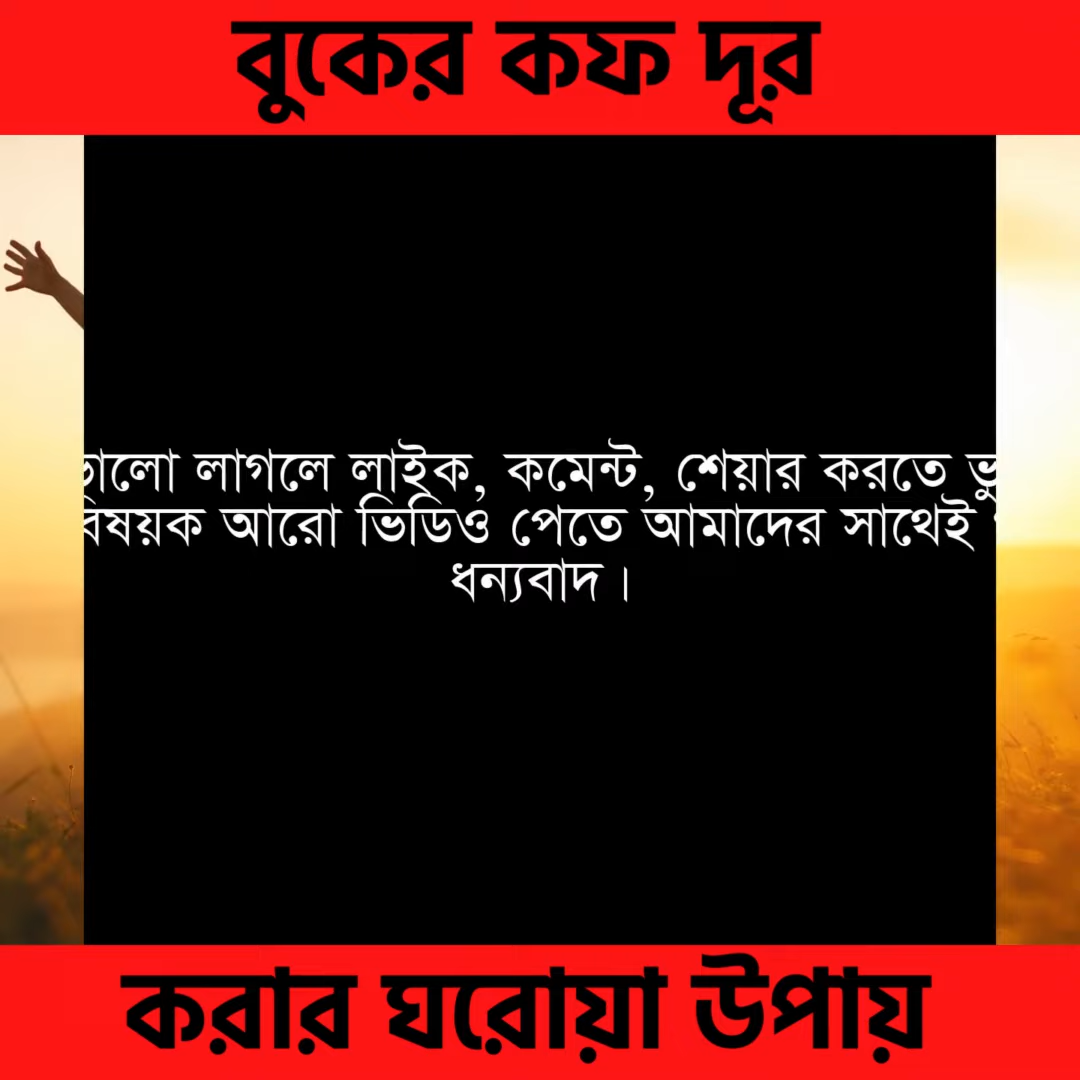 বুকের কফ দূর
ভালো লাগলে লাইক, কমেন্ট, শেয়ার করতে
বিষয়ক আরো ভিডিও পেতে আমাদের সাথেই
ধন্যবাদ ।
করার ঘরোয়া উপায়